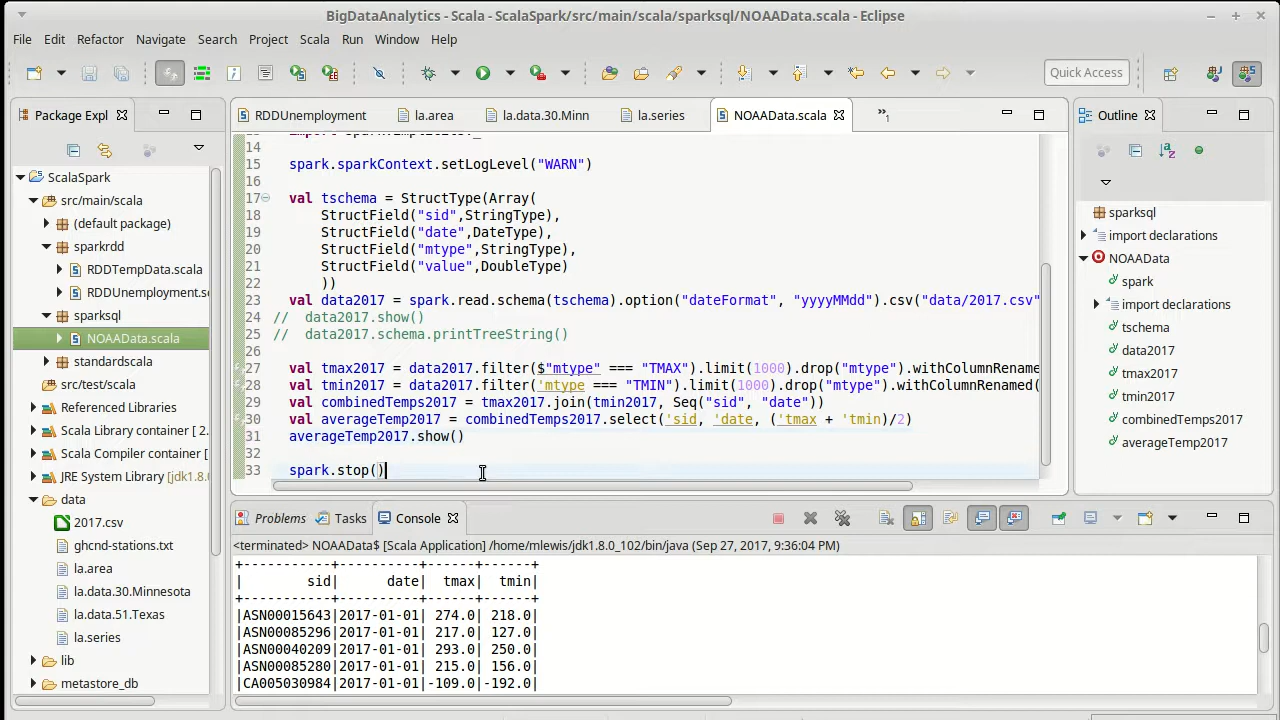 BigDataAnalytics - Scala - ScalaSpark/src/main/scala/sparksql/NOAAData.scala - Eclipse
File Edit Refactor Navigate Search Project Scala Run Window Help
Quick Access
Package Expl
ScalaSpark
src/main/scala
(default package)
sparkrdd
RDDTempData.scala
RDDUnemployment.sc
sparksql
NOAAData.scala
standardscala
src/test/scala
Referenced Libraries
Scala Library container [ 2.
Scala Compiler container [
JRE System Library [jdk1.8.0
data
2017.csv
ghcnd-stations.txt
la.area
la.data.30.Minnesota
la.data.51.Texas
la.series
lib
metastore_db
RDDUnemployment la.area la.data.30.Minn la.series NOAAData.scala »1
14
15 spark.sparkContext.setLogLevel("WARN")
16
17 val tschema = StructType(Array(
18 StructField("sid",StringType),
19 StructField("date",DateType),
20 StructField("mtype",StringType),
21 StructField("value",DoubleType)
22 ))
23 val data2017 = spark.read.schema(tschema).option("dateFormat", "yyyyMMdd").csv("data/2017.csv"
24 // data2017.show()
25 // data2017.schema.printTreeString()
26
27 val tmax2017 = data2017.filter($"mtype" === "TMAX").limit(1000).drop("mtype").withColumnRename
28 val tmin2017 = data2017.filter('mtype === "TMIN").limit(1000).drop("mtype").withColumnRenamed(
29 val combinedTemps2017 = tmax2017.join(tmin2017, Seq("sid", "date"))
30 val averageTemp2017 = combinedTemps2017.select('sid, 'date, ('tmax + 'tmin)/2)
31 averageTemp2017.show()
32
33 spark.stop()
Outline
sparksql
import declarations
NOAAData
spark
import declarations
tschema
data2017
tmax2017
tmin2017
combinedTemps2017
averageTemp2017
Problems Tasks Console
<terminated> NOAAData$ [Scala Application] /home/mlewis/jdk1.8.0_102/bin/java (Sep 27, 2017, 9:36:04 PM)
+-----------+----------+------+------+
| sid| date| tmax| tmin|
+-----------+----------+------+------+
|ASN00015643|2017-01-01| 274.0| 218.0|
|ASN00085296|2017-01-01| 217.0| 127.0|
|ASN00040209|2017-01-01| 293.0| 250.0|
|ASN00085280|2017-01-01| 215.0| 156.0|
|CA005030984|2017-01-01|-109.0|-192.0|